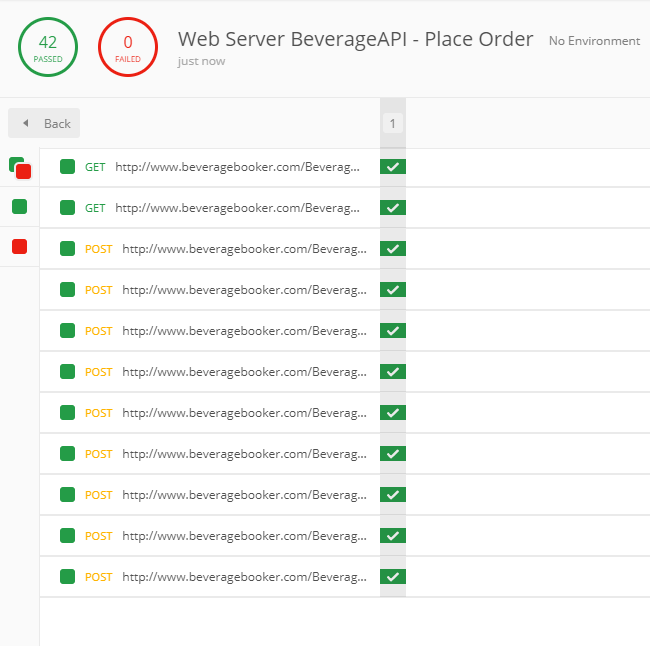 42
PASSED
0
FAILED
Web Server BeverageAPI - Place Order
No Environment
just now
Back
1
GET http://www.beveragebooker.com/Beverag...
GET http://www.beveragebooker.com/Beverag...
POST http://www.beveragebooker.com/Beverag...
POST http://www.beveragebooker.com/Beverag...
POST http://www.beveragebooker.com/Beverag...
POST http://www.beveragebooker.com/Beverag...
POST http://www.beveragebooker.com/Beverag...
POST http://www.beveragebooker.com/Beverag...
POST http://www.beveragebooker.com/Beverag...
POST http://www.beveragebooker.com/Beverag...
POST http://www.beveragebooker.com/Beverag...